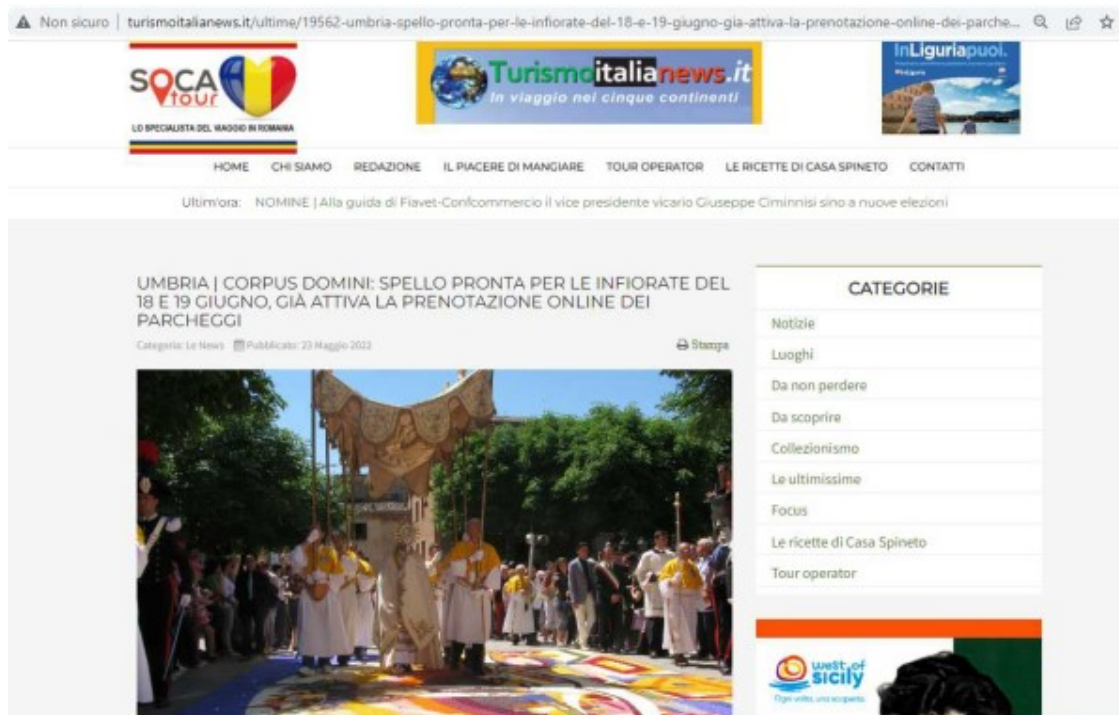 Non sicuro | turismoitalianews.it/ultime/19562-umbria-spello-pronta-per-le-infiorate-del-18-e-19-giugno-gia-attiva-la-prenotazione-online-dei-parche...
SOCA
tour
LO SPECIALISTA DEL VIAGGIO IN ROMANIA
Turismoitalianews.it
In viaggio nei cinque continenti
InLiguriapuoi.
HOME CHI SIAMO REDAZIONE IL PIACERE DI MANGIARE TOUR OPERATOR LE RICETTE DI CASA SPINETO CONTATTI
Ultim'ora: NOMINE | Alla guida di Fiavet-Confcommercio il vice presidente vicario Giuseppe Ciminnisi sino a nuove elezioni
UMBRIA | CORPUS DOMINI: SPELLO PRONTA PER LE INFIORATE DEL
18 E 19 GIUGNO, GIÀ ATTIVA LA PRENOTAZIONE ONLINE DEI
PARCHEGGI
Categoria: Le News Pubblicato: 23 Maggio 2022
Stampa
CATEGORIE
Notizie
Luoghi
Da non perdere
Da scoprire
Collezionismo
Le ultimissime
Focus
Le ricette di Casa Spineto
Tour operator
west of
sicily
Ogni volta, una scoperta.